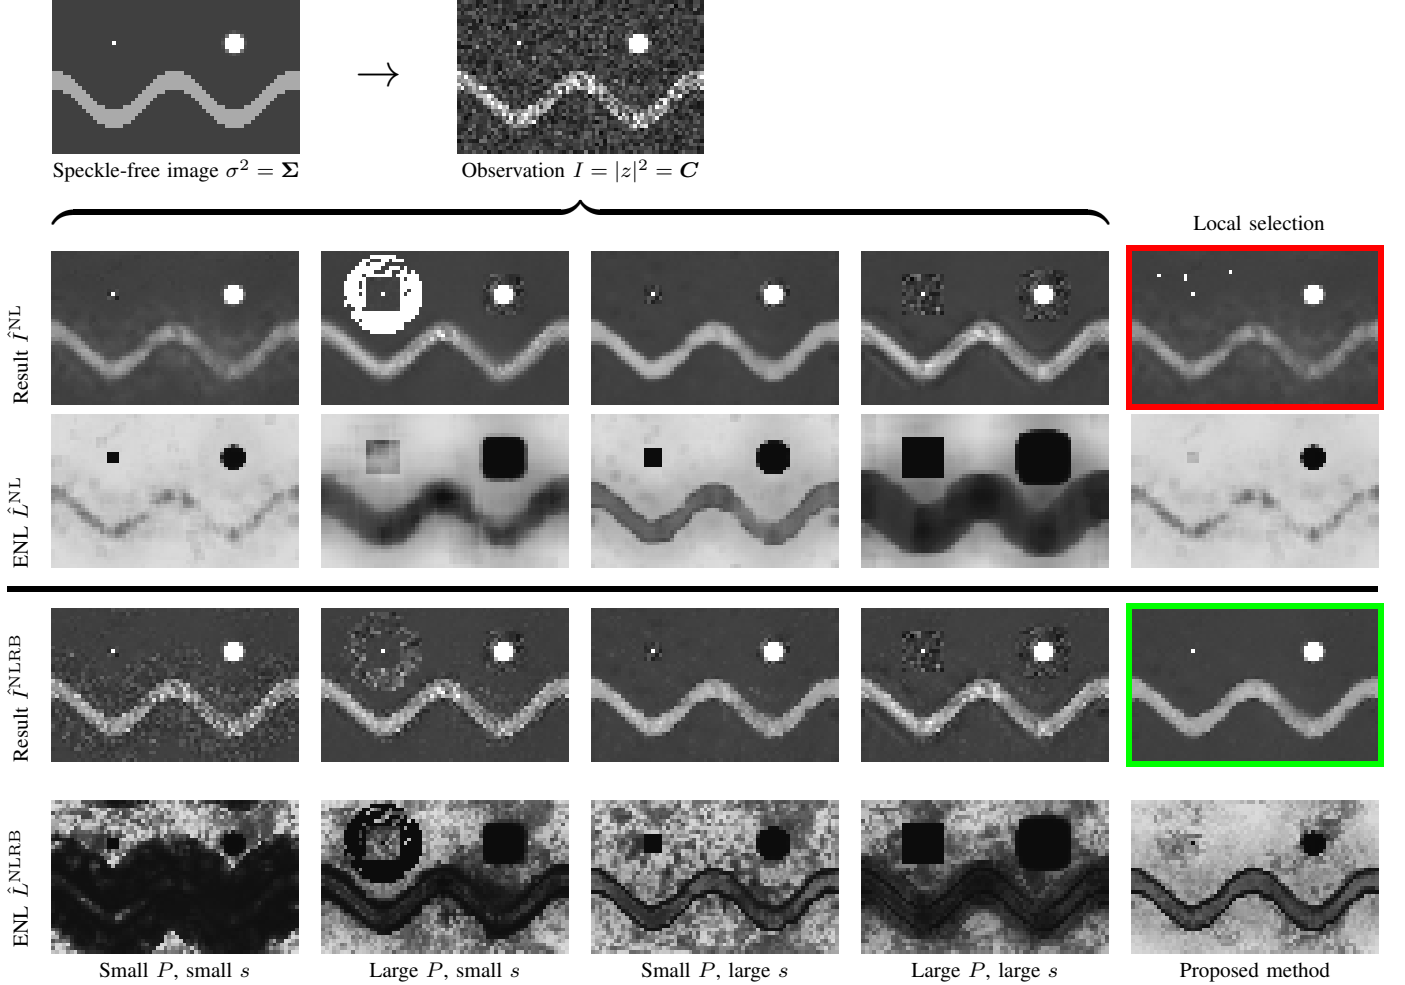 →
Speckle-free image σ² = Σ
Observation I = |z|² = C
Local selection
Result Î^NL
ENL L̂^NL
Result Î^NLRB
ENL L̂^NLRB
Small P, small s
Large P, small s
Small P, large s
Large P, large s
Proposed method